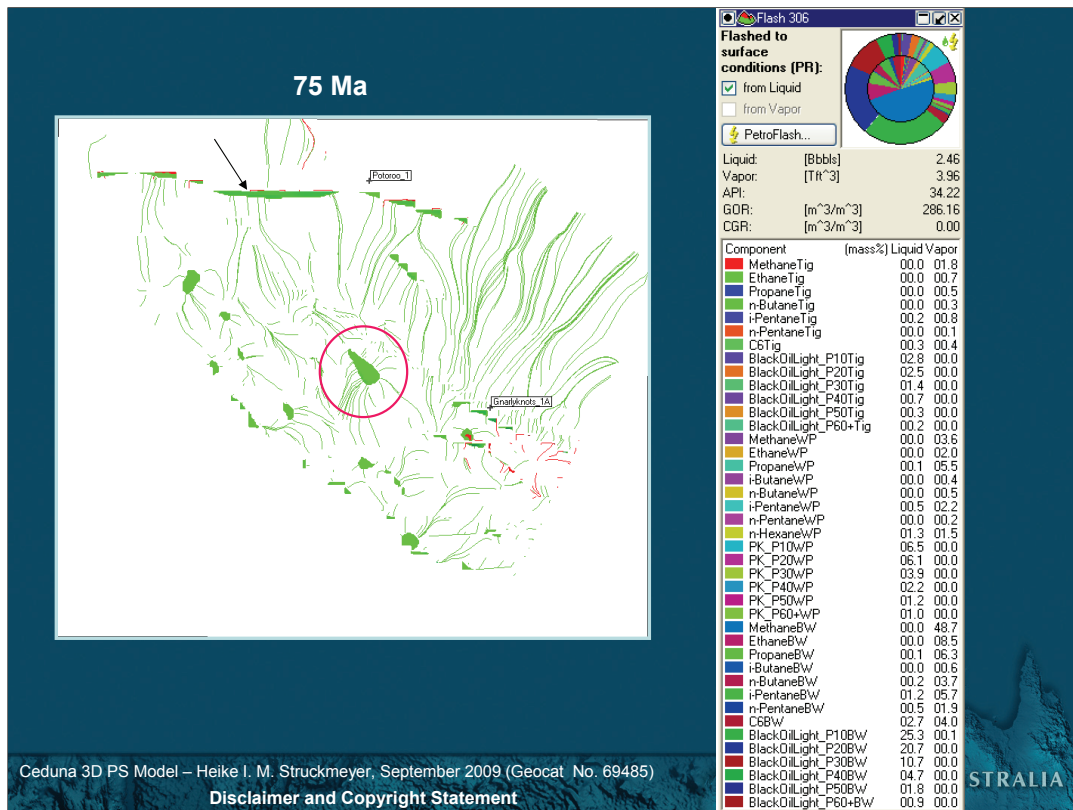 75 Ma
Potoroo_1
Gnarlyknots_1A
Flash 306
Flashed to
surface
conditions (PR):
from Liquid
from Vapor
PetroFlash...
Liquid: [Bbbls] 2.46
Vapor: [Tft^3] 3.96
API: 34.22
GOR: [m^3/m^3] 286.16
CGR: [m^3/m^3] 0.00
Component (mass%) Liquid Vapor
MethaneTig 00.0 01.8
EthaneTig 00.0 00.7
PropaneTig 00.0 00.5
n-ButaneTig 00.0 00.3
i-PentaneTig 00.2 00.8
n-PentaneTig 00.0 00.1
C6Tig 00.3 00.4
BlackOilLight_P10Tig 02.8 00.0
BlackOilLight_P20Tig 02.5 00.0
BlackOilLight_P30Tig 01.4 00.0
BlackOilLight_P40Tig 00.7 00.0
BlackOilLight_P50Tig 00.3 00.0
BlackOilLight_P60+Tig 00.2 00.0
MethaneWP 00.0 03.6
EthaneWP 00.0 02.0
PropaneWP 00.1 05.5
i-ButaneWP 00.0 00.4
n-ButaneWP 00.0 00.5
i-PentaneWP 00.5 02.2
n-PentaneWP 00.0 00.2
n-HexaneWP 01.3 01.5
PK_P10WP 06.5 00.0
PK_P20WP 06.1 00.0
PK_P30WP 03.9 00.0
PK_P40WP 02.2 00.0
PK_P50WP 01.2 00.0
PK_P60+WP 01.0 00.0
MethaneBW 00.0 48.7
EthaneBW 00.0 08.5
PropaneBW 00.1 06.3
i-ButaneBW 00.0 00.6
n-ButaneBW 00.2 03.7
i-PentaneBW 01.2 05.7
n-PentaneBW 00.5 01.9
C6BW 02.7 04.0
BlackOilLight_P10BW 25.3 00.1
BlackOilLight_P20BW 20.7 00.0
BlackOilLight_P30BW 10.7 00.0
BlackOilLight_P40BW 04.7 00.0
BlackOilLight_P50BW 01.8 00.0
BlackOilLight_P60+BW 00.9 00.0
STRALIA
Ceduna 3D PS Model – Heike I. M. Struckmeyer, September 2009 (Geocat No. 69485)
Disclaimer and Copyright Statement